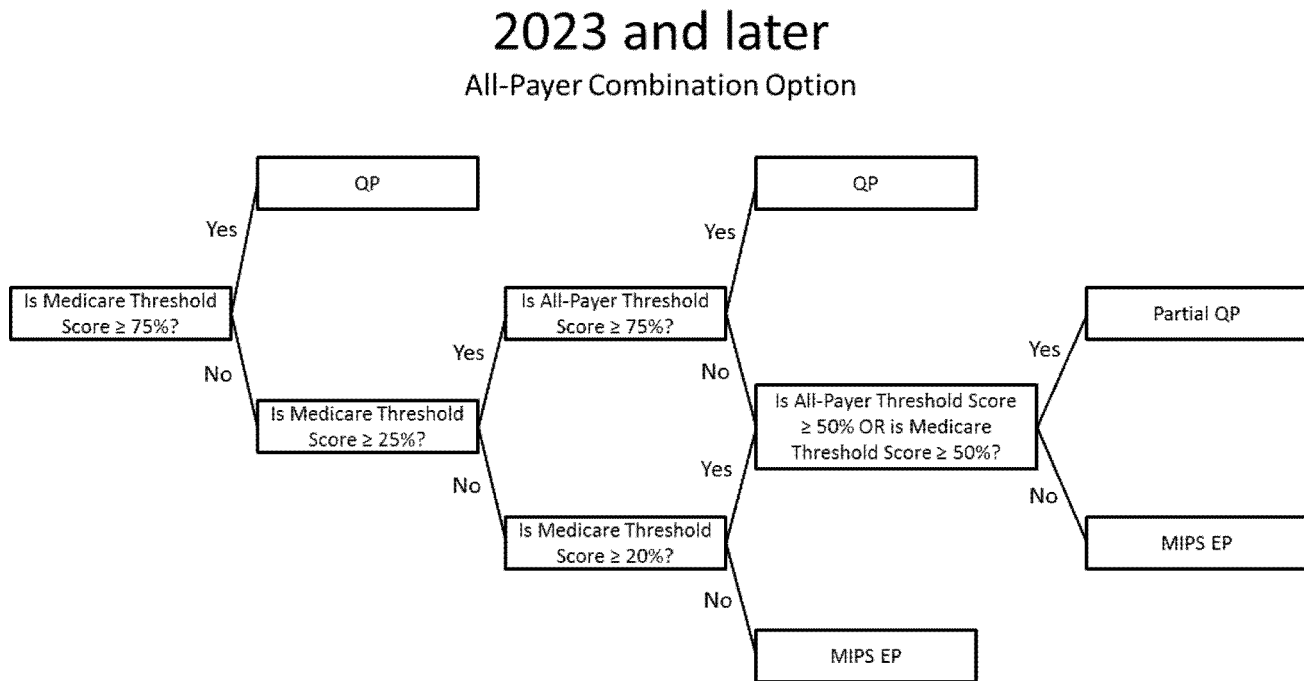 2023 and later
All-Payer Combination Option
QP
QP
Yes
Yes
Is Medicare Threshold
Score ≥ 75%?
Is All-Payer Threshold
Score ≥ 75%?
Partial QP
Yes
Yes
No
No
Is Medicare Threshold
Score ≥ 25%?
Is All-Payer Threshold Score
≥ 50% OR is Medicare
Threshold Score ≥ 50%?
No
Yes
No
Is Medicare Threshold
Score ≥ 20%?
MIPS EP
No
MIPS EP